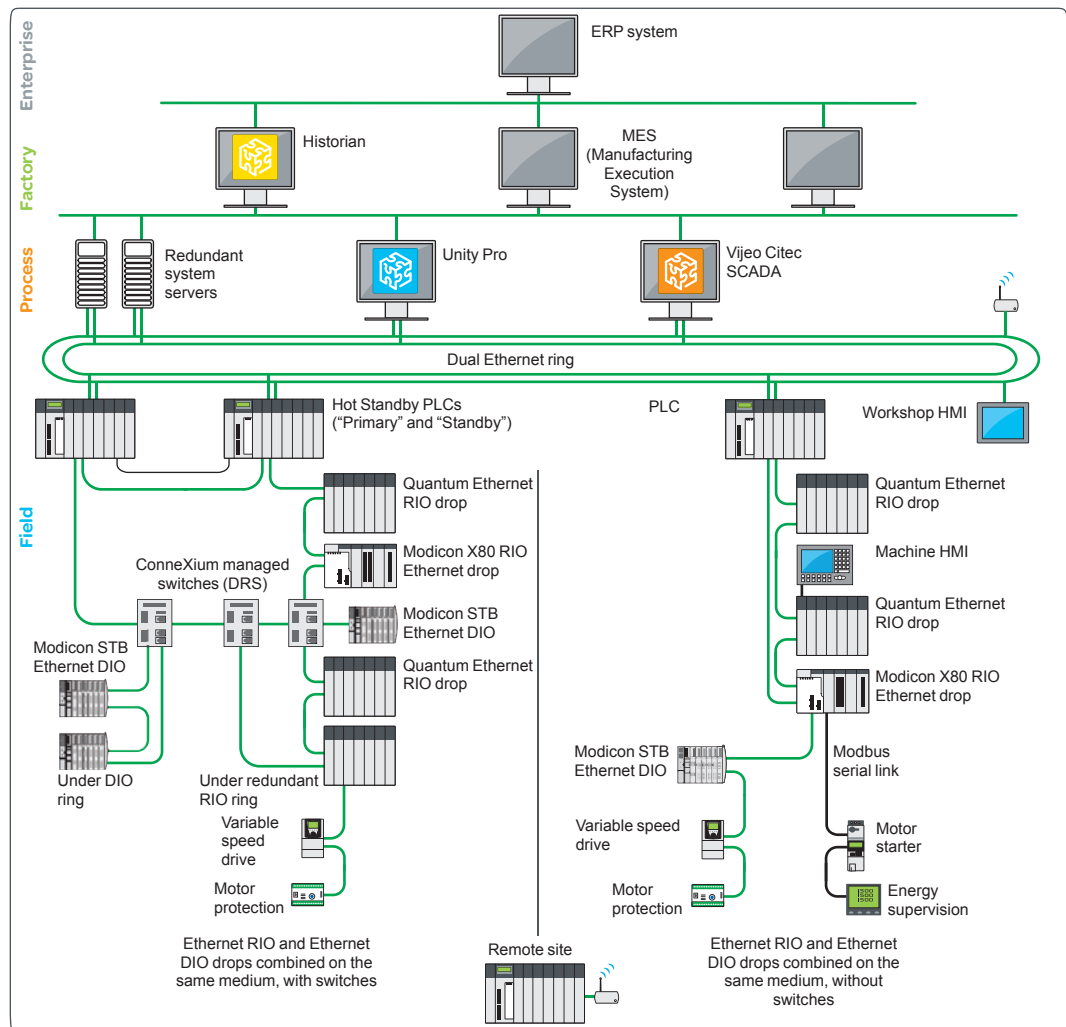 Enterprise
ERP system
Factory
Historian
MES
(Manufacturing
Execution
System)
Process
Redundant
system
servers
Unity Pro
Vijeo Citec
SCADA
Dual Ethernet ring
Hot Standby PLCs
(“Primary” and “Standby”)
PLC
Workshop HMI
Field
Quantum Ethernet
RIO drop
Modicon X80 RIO
Ethernet drop
ConneXium managed
switches (DRS)
Modicon STB
Ethernet DIO
Modicon STB
Ethernet DIO
Quantum Ethernet
RIO drop
Under DIO
ring
Under redundant
RIO ring
Variable
speed
drive
Motor
protection
Ethernet RIO and Ethernet
DIO drops combined on the
same medium, with switches
Quantum Ethernet
RIO drop
Machine HMI
Quantum Ethernet
RIO drop
Modicon X80 RIO
Ethernet drop
Modicon STB
Ethernet DIO
Modbus
serial link
Variable speed
drive
Motor
starter
Motor
protection
Energy
supervision
Ethernet RIO and Ethernet
DIO drops combined on the
same medium, without
switches
Remote site